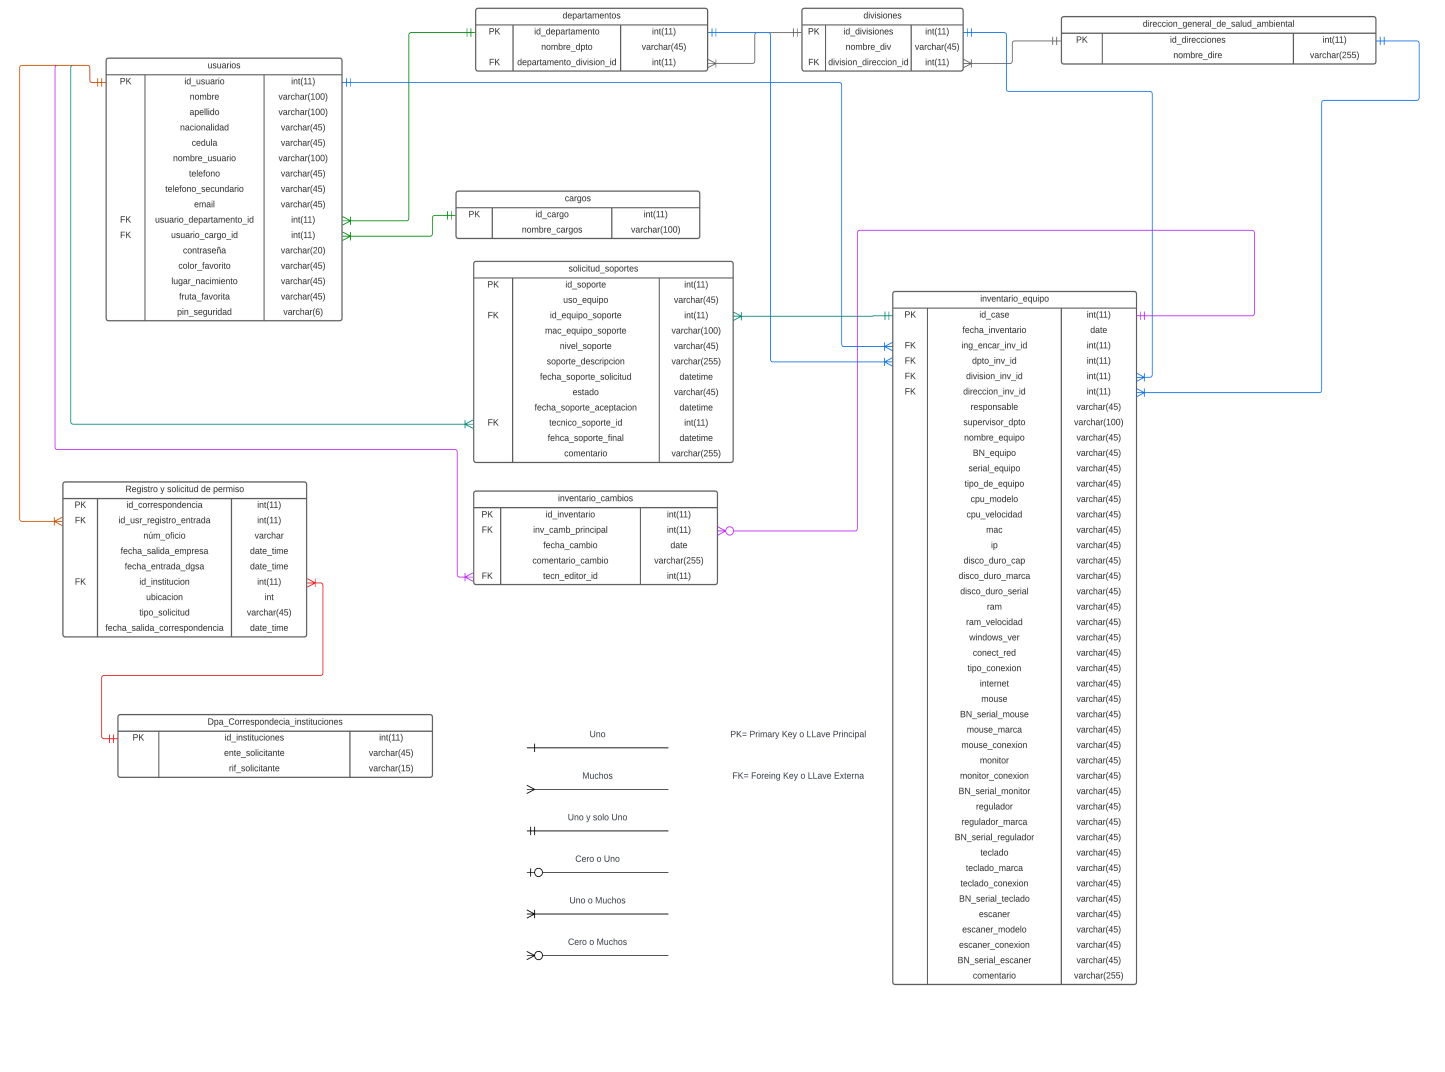 departamentos
PK id_departamento int(11)
nombre_dpto varchar(45)
FK departamento_division_id int(11)
divisiones
PK id_divisiones int(11)
nombre_div varchar(45)
FK division_direccion_id int(11)
direccion_general_de_salud_ambiental
PK id_direcciones int(11)
nombre_dire varchar(255)
usuarios
PK id_usuario int(11)
nombre varchar(100)
apellido varchar(100)
nacionalidad varchar(45)
cedula varchar(45)
nombre_usuario varchar(100)
telefono varchar(45)
telefono_secundario varchar(45)
email varchar(45)
FK usuario_departamento_id int(11)
FK usuario_cargo_id int(11)
contraseña varchar(20)
color_favorito varchar(45)
lugar_nacimiento varchar(45)
fruta_favorita varchar(45)
pin_seguridad varchar(6)
cargos
PK id_cargo int(11)
nombre_cargos varchar(100)
solicitud_soportes
PK id_soporte int(11)
uso_equipo varchar(45)
FK id_equipo_soporte int(11)
mac_equipo_soporte varchar(100)
nivel_soporte varchar(45)
soporte_descripcion varchar(255)
fecha_soporte_solicitud datetime
estado varchar(45)
fecha_soporte_aceptacion datetime
FK tecnico_soporte_id int(11)
fehca_soporte_final datetime
comentario varchar(255)
inventario_equipo
PK id_case int(11)
fecha_inventario date
FK ing_encar_inv_id int(11)
FK dpto_inv_id int(11)
FK division_inv_id int(11)
FK direccion_inv_id int(11)
responsable varchar(45)
supervisor_dpto varchar(100)
nombre_equipo varchar(45)
BN_equipo varchar(45)
serial_equipo varchar(45)
tipo_de_equipo varchar(45)
cpu_modelo varchar(45)
cpu_velocidad varchar(45)
mac varchar(45)
ip varchar(45)
disco_duro_cap varchar(45)
disco_duro_marca varchar(45)
disco_duro_serial varchar(45)
ram varchar(45)
ram_velocidad varchar(45)
windows_ver varchar(45)
conect_red varchar(45)
tipo_conexion varchar(45)
internet varchar(45)
mouse varchar(45)
BN_serial_mouse varchar(45)
mouse_marca varchar(45)
mouse_conexion varchar(45)
monitor varchar(45)
monitor_conexion varchar(45)
BN_serial_monitor varchar(45)
regulador varchar(45)
regulador_marca varchar(45)
BN_serial_regulador varchar(45)
teclado varchar(45)
teclado_marca varchar(45)
teclado_conexion varchar(45)
BN_serial_teclado varchar(45)
escaner varchar(45)
escaner_modelo varchar(45)
escaner_conexion varchar(45)
BN_serial_escaner varchar(45)
comentario varchar(255)
Registro y solicitud de permiso
PK id_correspondencia int(11)
FK id_usr_registro_entrada int(11)
núm_oficio varchar
fecha_salida_empresa date_time
fecha_entrada_dgsa date_time
FK id_institucion int(11)
ubicacion int
tipo_solicitud varchar(45)
fecha_salida_correspondencia date_time
inventario_cambios
PK id_inventario int(11)
FK inv_camb_principal int(11)
fecha_cambio date
comentario_cambio varchar(255)
FK tecn_editor_id int(11)
Dpa_Correspondecia_instituciones
PK id_instituciones int(11)
ente_solicitante varchar(45)
rif_solicitante varchar(15)
Uno
Muchos
Uno y solo Uno
Cero o Uno
Uno o Muchos
Cero o Muchos
PK= Primary Key o LLave Principal
FK= Foreing Key o LLave Externa